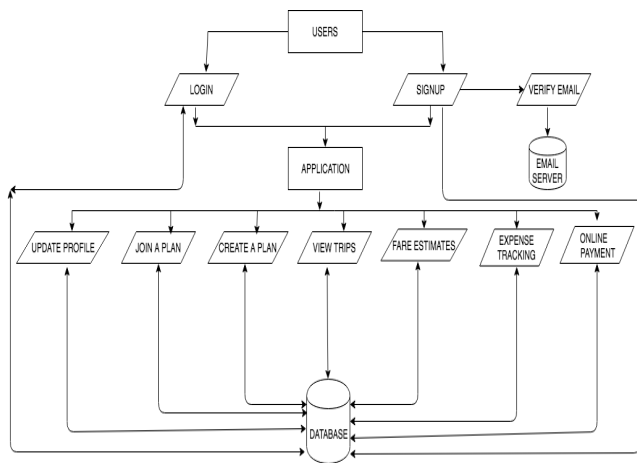 USERS
LOGIN
SIGNUP
VERIFY EMAIL
EMAIL
SERVER
APPLICATION
UPDATE PROFILE
JOIN A PLAN
CREATE A PLAN
VIEW TRIPS
FARE ESTIMATES
EXPENSE
TRACKING
ONLINE
PAYMENT
DATABASE